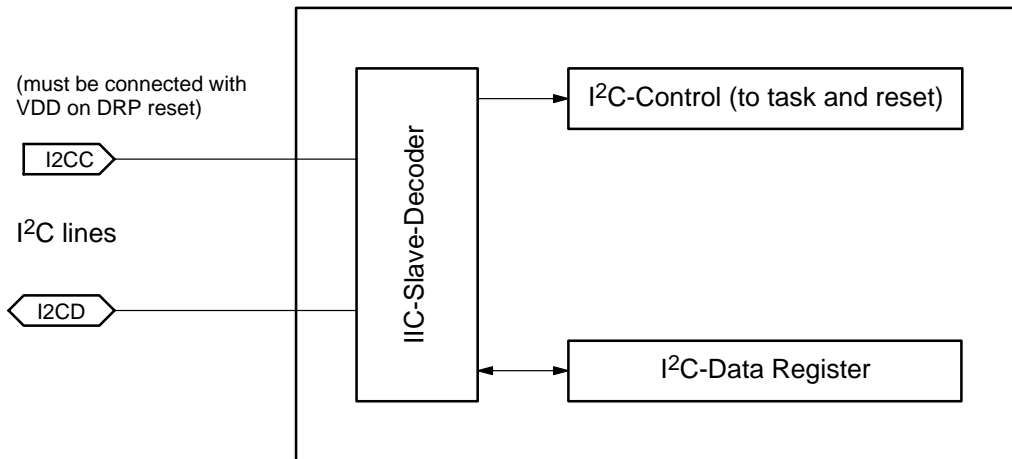 (must be connected with
VDD on DRP reset)
I2CC
I²C lines
I2CD
IIC-Slave-Decoder
I²C-Control (to task and reset)
I²C-Data Register